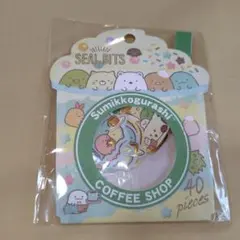 SEAL BITS
Sumikkogurashi
COFFEE SHOP
40
pieces